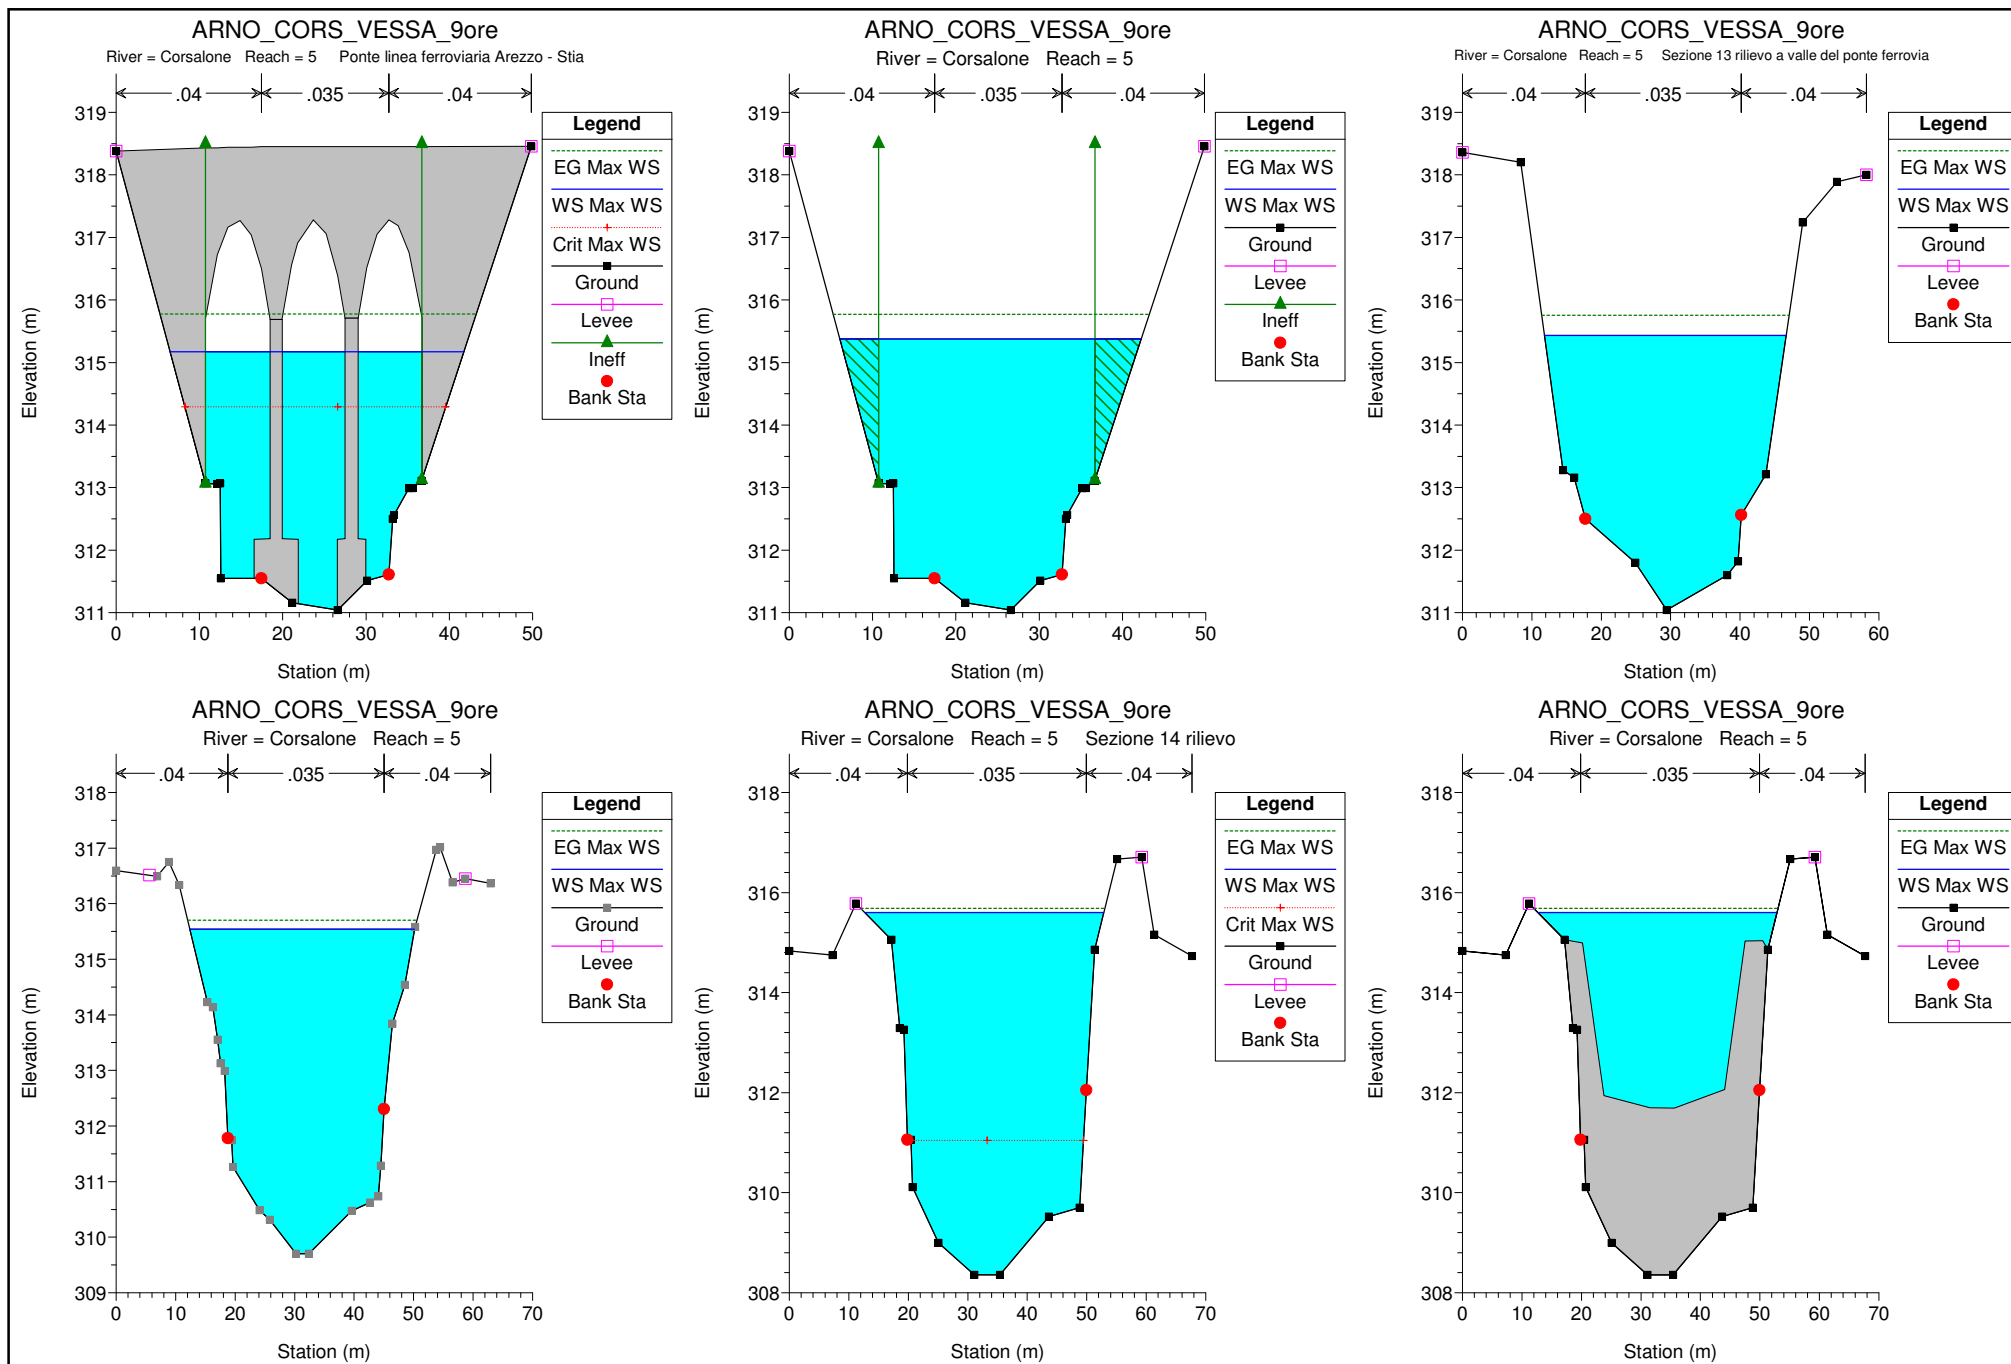 ARNO_CORS_VESSA_9ore
River = Corsalone Reach = 5 Ponte linea ferroviaria Arezzo - Stia
.04 .035 .04
319
318
317
316
315
314
313
312
311
0 10 20 30 40 50
Station (m)
Elevation (m)
Legend
EG Max WS
WS Max WS
Crit Max WS
Ground
Levee
Ineff
Bank Sta
ARNO_CORS_VESSA_9ore
River = Corsalone Reach = 5
.04 .035 .04
319
318
317
316
315
314
313
312
311
0 10 20 30 40 50
Station (m)
Elevation (m)
Legend
EG Max WS
WS Max WS
Ground
Levee
Ineff
Bank Sta
ARNO_CORS_VESSA_9ore
River = Corsalone Reach = 5 Sezione 13 rilievo a valle del ponte ferrovia
.04 .035 .04
319
318
317
316
315
314
313
312
311
0 10 20 30 40 50 60
Station (m)
Elevation (m)
Legend
EG Max WS
WS Max WS
Ground
Levee
Bank Sta
ARNO_CORS_VESSA_9ore
River = Corsalone Reach = 5
.04 .035 .04
318
317
316
315
314
313
312
311
310
309
0 10 20 30 40 50 60 70
Station (m)
Elevation (m)
Legend
EG Max WS
WS Max WS
Ground
Levee
Bank Sta
ARNO_CORS_VESSA_9ore
River = Corsalone Reach = 5 Sezione 14 rilievo
.04 .035 .04
318
316
314
312
310
308
0 10 20 30 40 50 60 70
Station (m)
Elevation (m)
Legend
EG Max WS
WS Max WS
Crit Max WS
Ground
Levee
Bank Sta
ARNO_CORS_VESSA_9ore
River = Corsalone Reach = 5
.04 .035 .04
318
316
314
312
310
308
0 10 20 30 40 50 60 70
Station (m)
Elevation (m)
Legend
EG Max WS
WS Max WS
Ground
Levee
Bank Sta